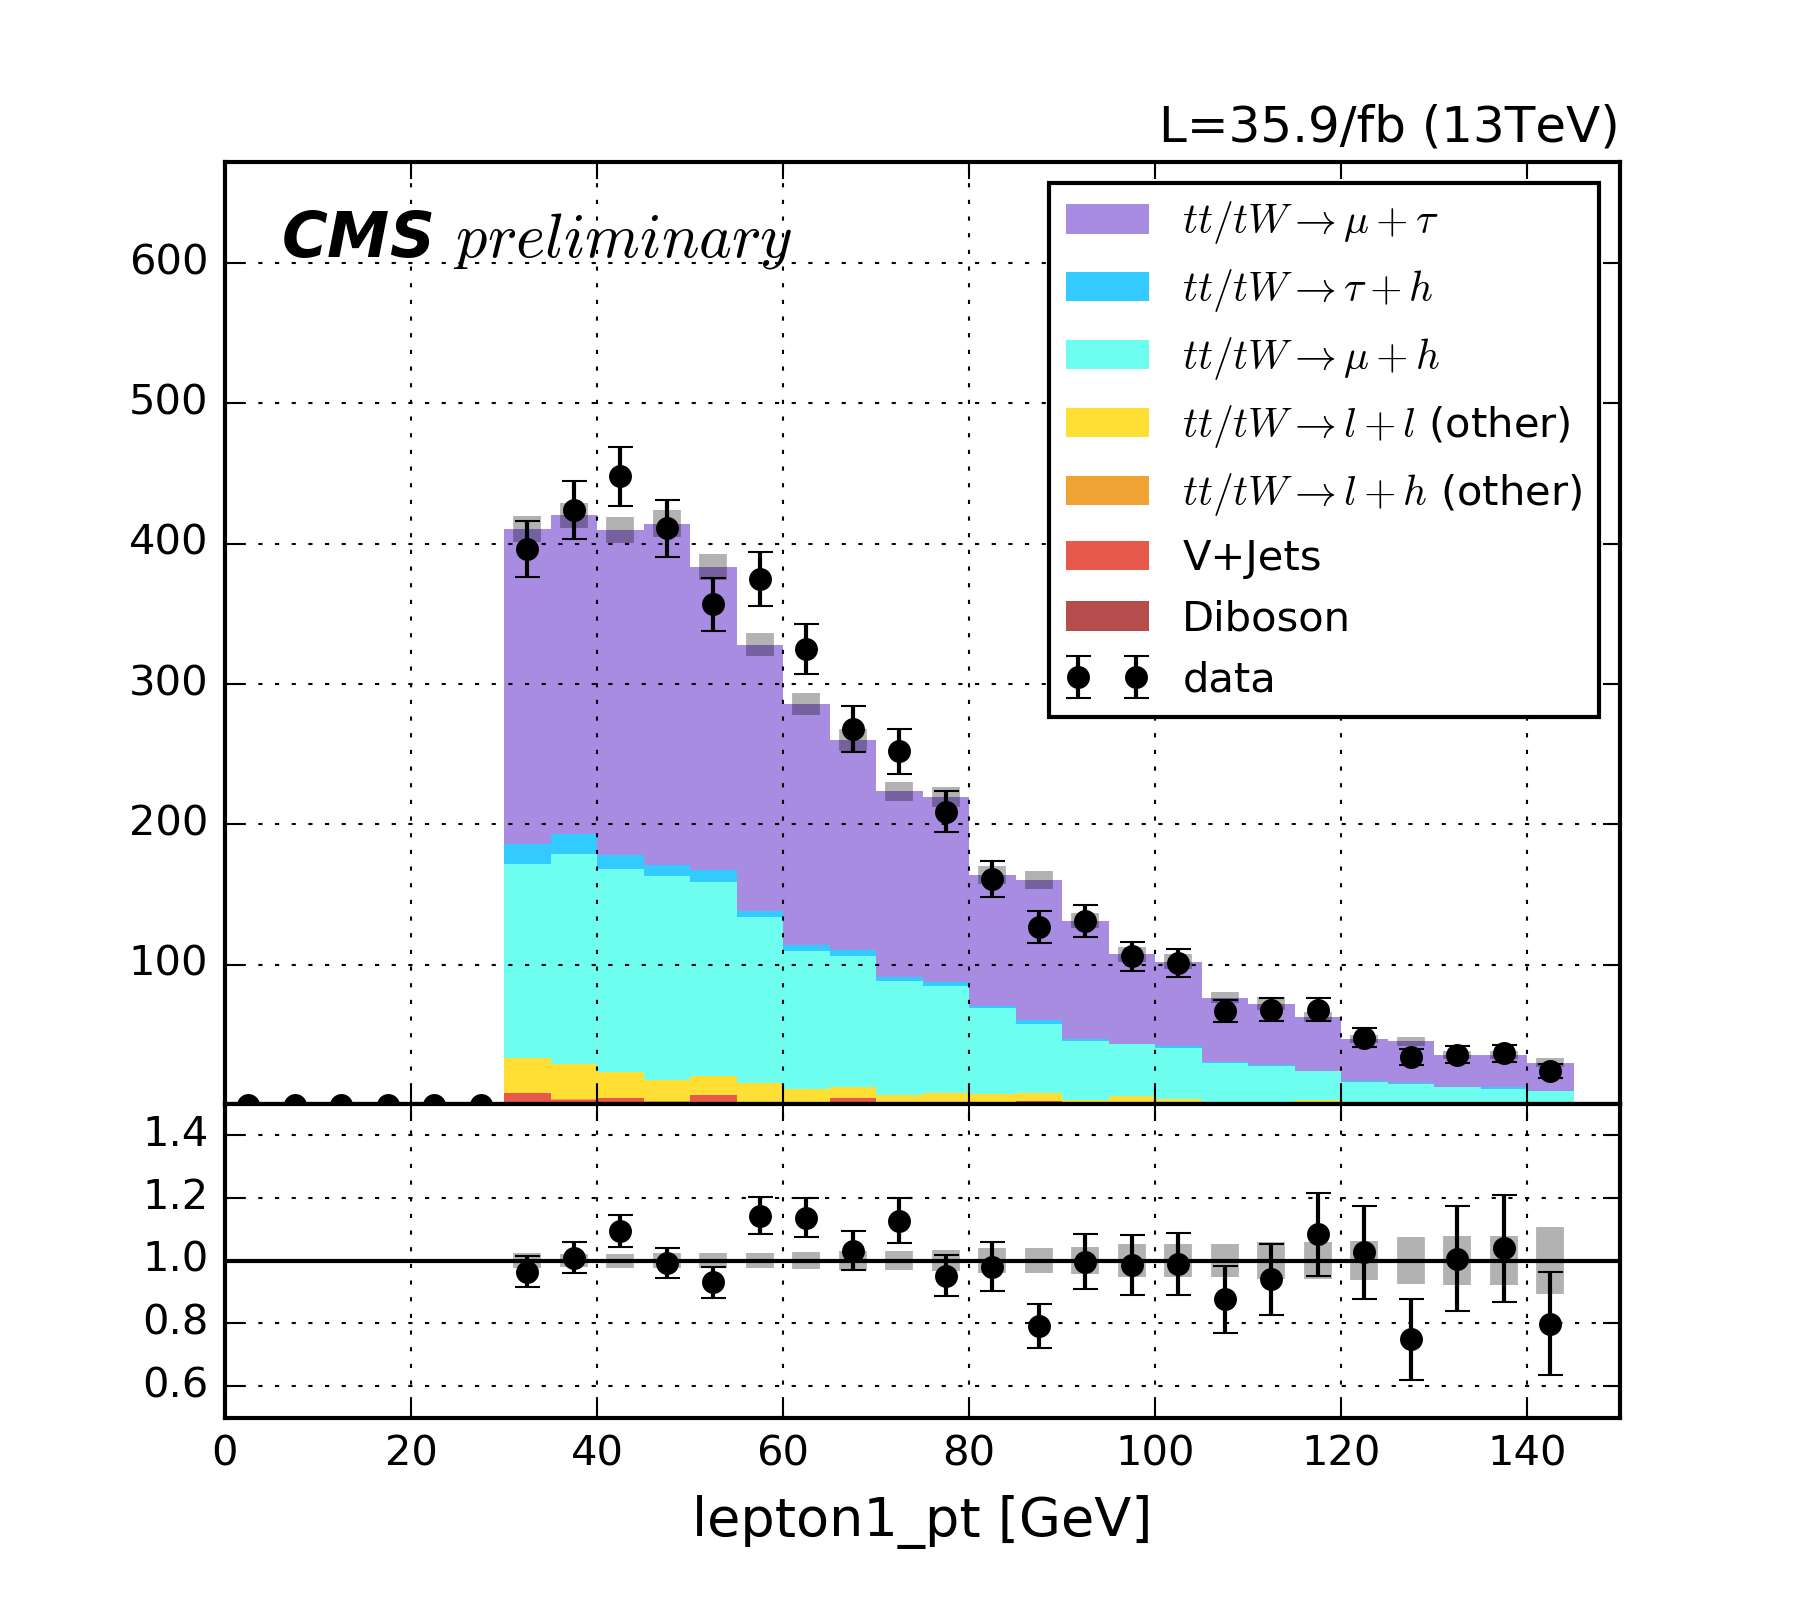 L=35.9/fb (13TeV)
CMS preliminary
tt/tW→μ+τ
tt/tW→τ+h
tt/tW→μ+h
tt/tW→l+l (other)
tt/tW→l+h (other)
V+Jets
Diboson
data
600
500
400
300
200
100
1.4
1.2
1.0
0.8
0.6
0 20 40 60 80 100 120 140
lepton1_pt [GeV]